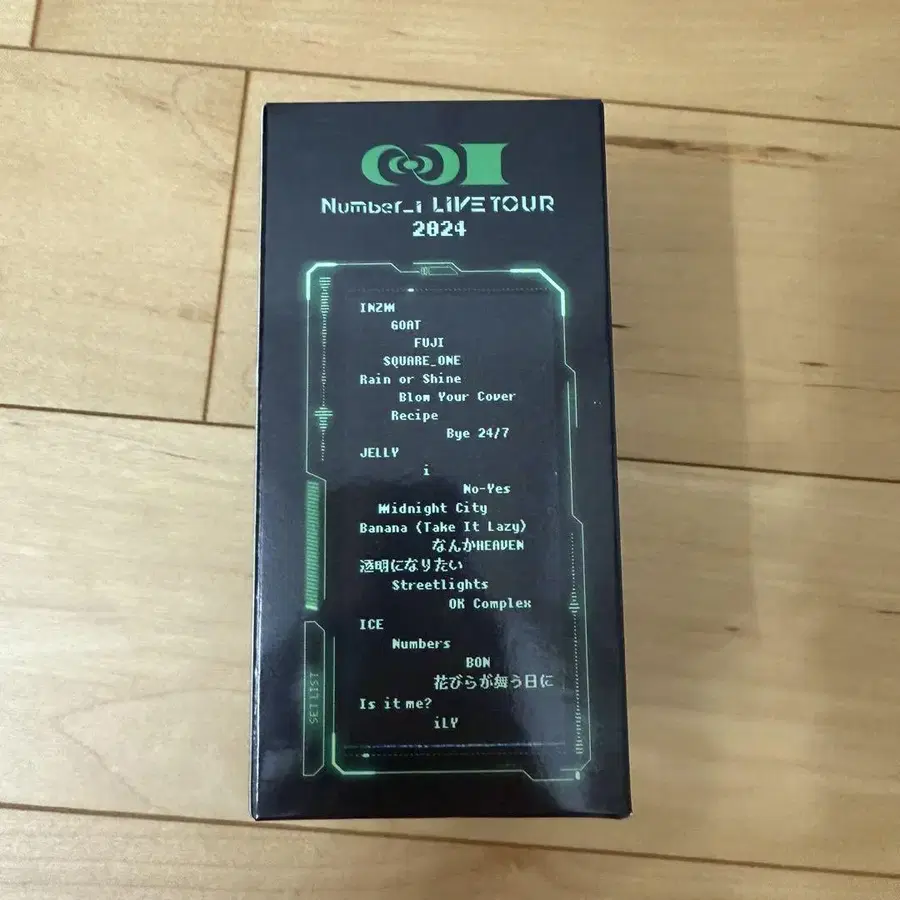 Number_i LIVE TOUR
2024
INZM
GOAT
FUJI
SQUARE_ONE
Rain or Shine
Blow Your Cover
Recipe
Bye 24/7
JELLY
i
No-Yes
Midnight City
Banana (Take It Lazy)
なんかHEAVEN
透明になりたい
Streetlights
OK Complex
ICE
Numbers
BON
花びらが舞う日に
Is it me?
iLY
SET LIST